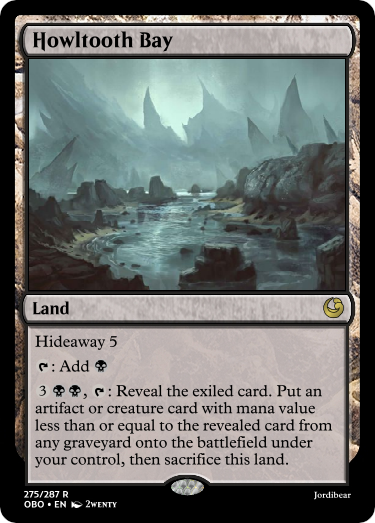 Howltooth Bay
Land
Hideaway 5
: Add
3 , : Reveal the exiled card. Put an
artifact or creature card with mana value
less than or equal to the revealed card from
any graveyard onto the battlefield under
your control, then sacrifice this land.
275/287 R
OBO • EN 2WENTY
Jordibear